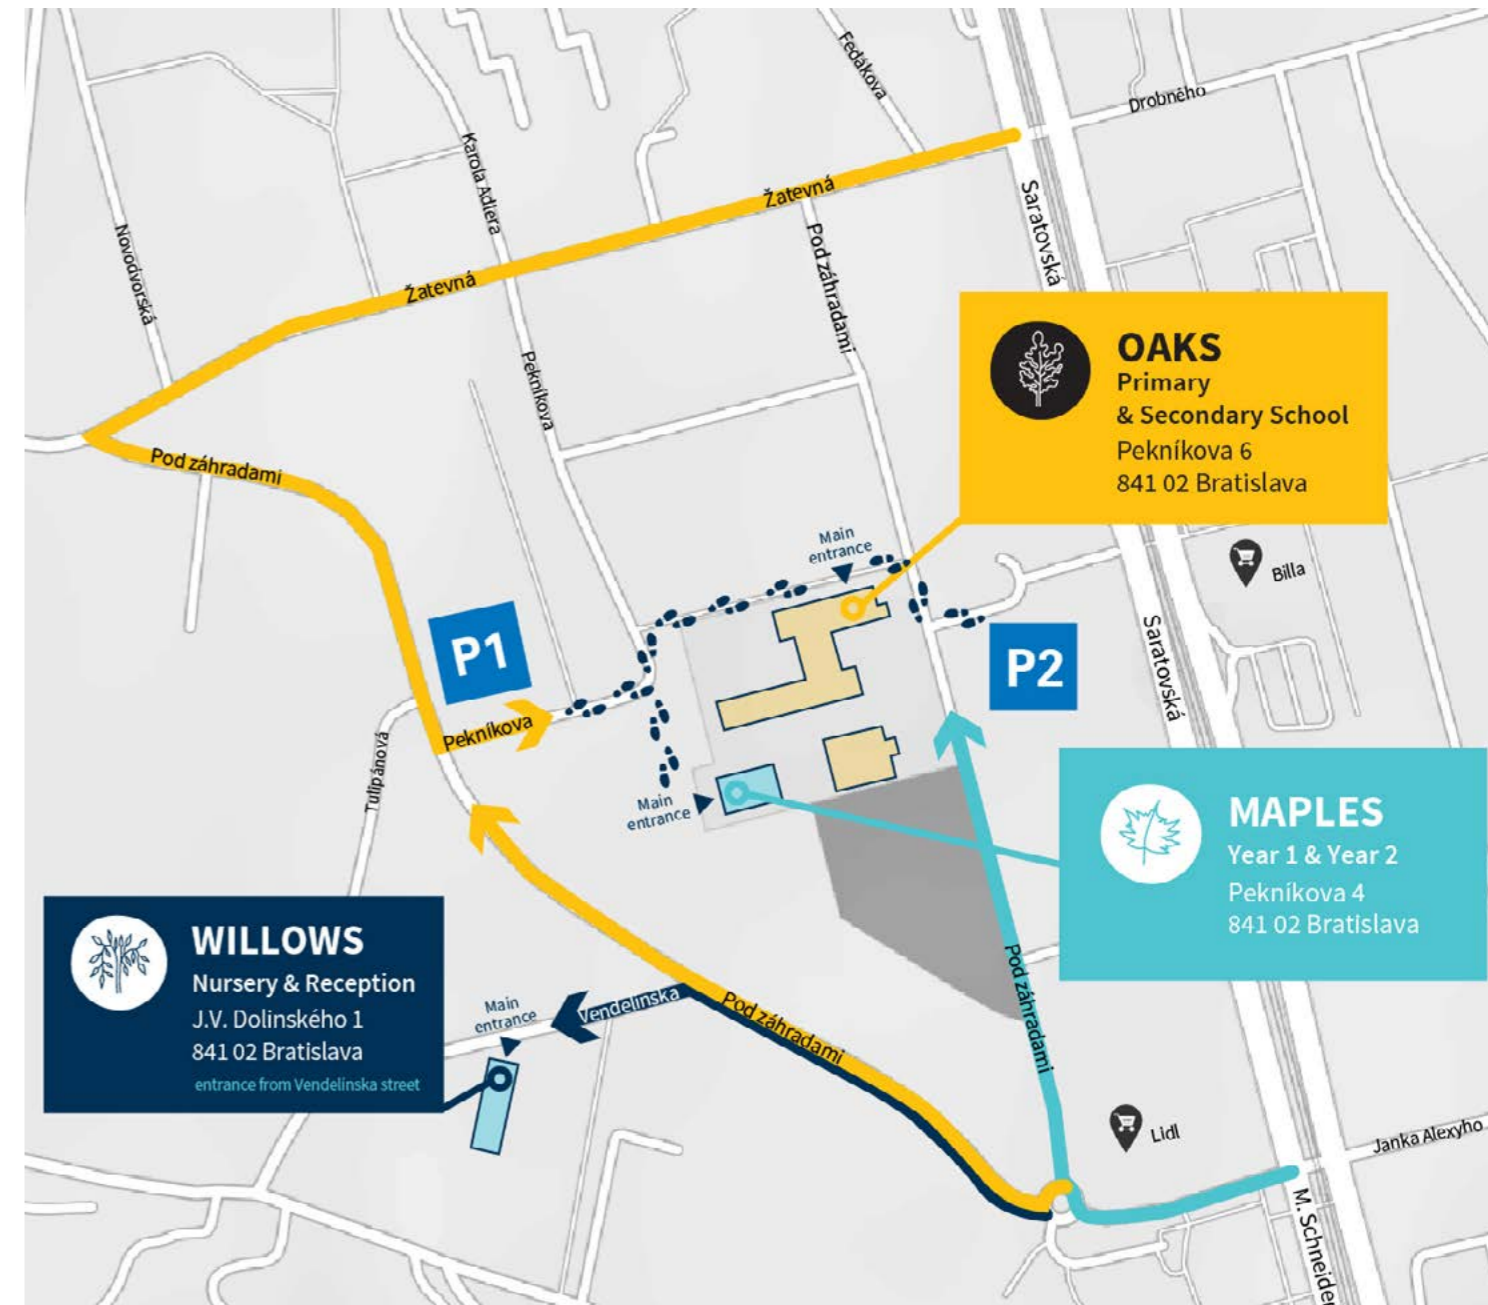 Fedákova
Drobného
Karola Adlera
Žatevná
Saratovská
Novodvorská
Žatevná
Pod záhradami
Pekníkova
OAKS
Primary
& Secondary School
Pekníkova 6
841 02 Bratislava
Pod záhradami
Main
entrance
Billa
P1
P2
Saratovská
Pekníkova
Tulipánová
Main
entrance
MAPLES
Year 1 & Year 2
Pekníkova 4
841 02 Bratislava
WILLOWS
Nursery & Reception
J.V. Dolinského 1
841 02 Bratislava
entrance from Vendelínska street
Main
entrance
Vendelínska
Pod záhradami
Pod záhradami
Lidl
Janka Alexyho
M. Schneider